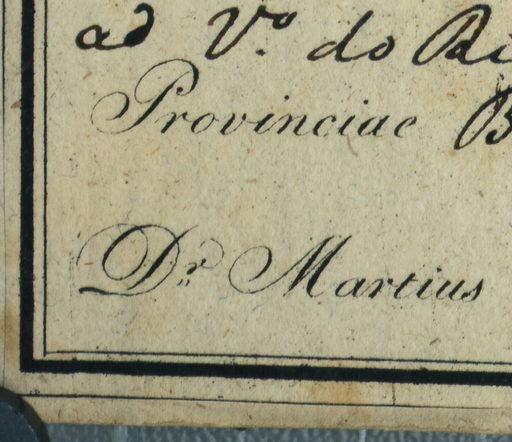 ad V.º do Ri
Provinciae B
Dr. Martius